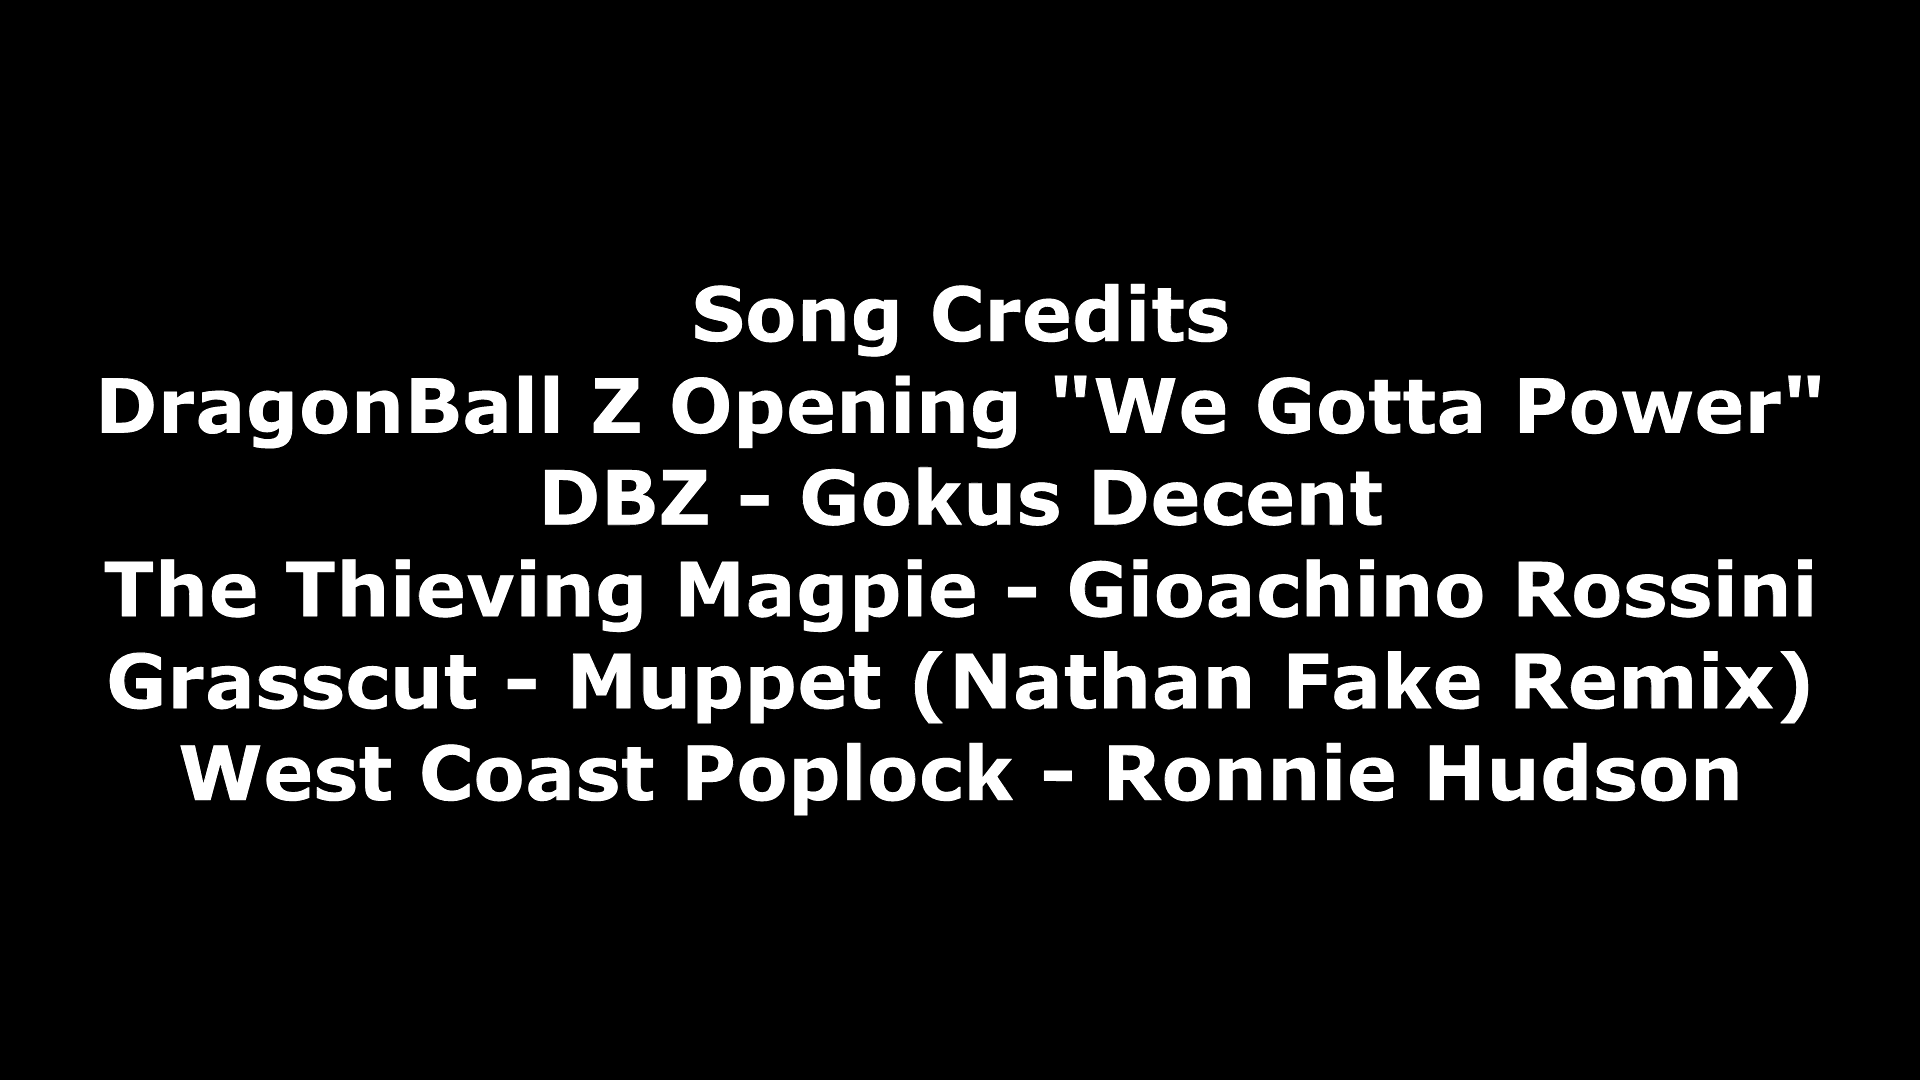 Song Credits
DragonBall Z Opening "We Gotta Power"
DBZ - Gokus Decent
The Thieving Magpie - Gioachino Rossini
Grasscut - Muppet (Nathan Fake Remix)
West Coast Poplock - Ronnie Hudson